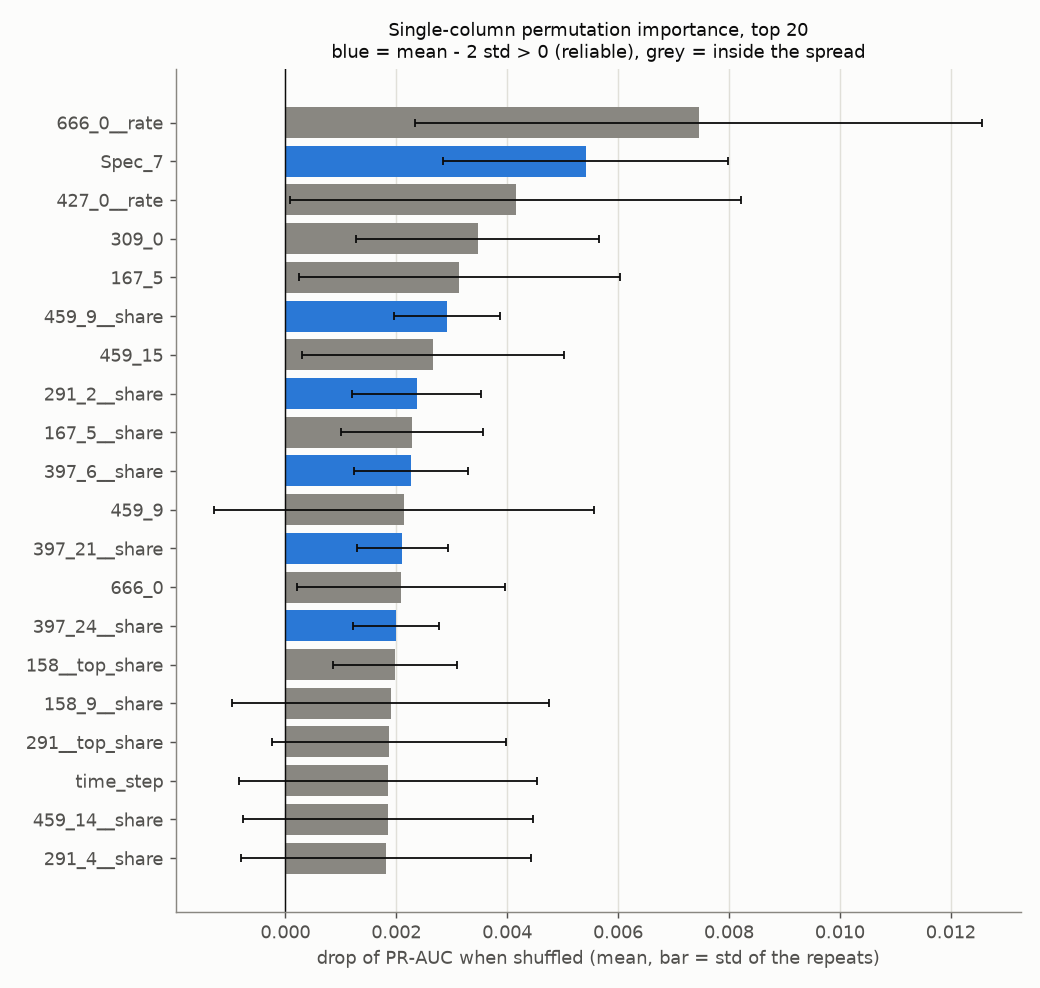 Single-column permutation importance, top 20
blue = mean - 2 std > 0 (reliable), grey = inside the spread
666_0__rate
Spec_7
427_0__rate
309_0
167_5
459_9__share
459_15
291_2__share
167_5__share
397_6__share
459_9
397_21__share
666_0
397_24__share
158__top_share
158_9__share
291__top_share
time_step
459_14__share
291_4__share
0.000 0.002 0.004 0.006 0.008 0.010 0.012
drop of PR-AUC when shuffled (mean, bar = std of the repeats)